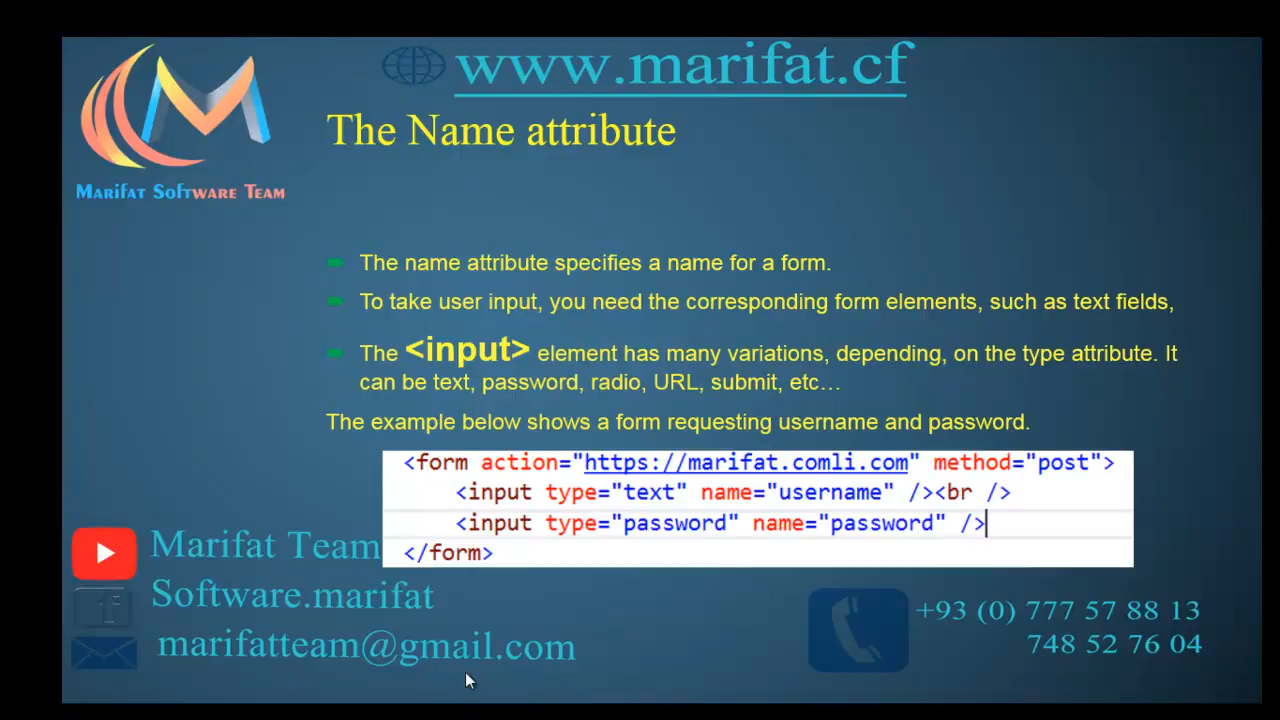 www.marifat.cf
The Name attribute
Marifat Software Team
The name attribute specifies a name for a form.
To take user input, you need the corresponding form elements, such as text fields,
The <input> element has many variations, depending, on the type attribute. It
can be text, password, radio, URL, submit, etc…
The example below shows a form requesting username and password.
<form action="https://marifat.comli.com" method="post">
<input type="text" name="username" /><br />
<input type="password" name="password" />
</form>
Marifat Team
Software.marifat
marifatteam@gmail.com
+93 (0) 777 57 88 13
748 52 76 04